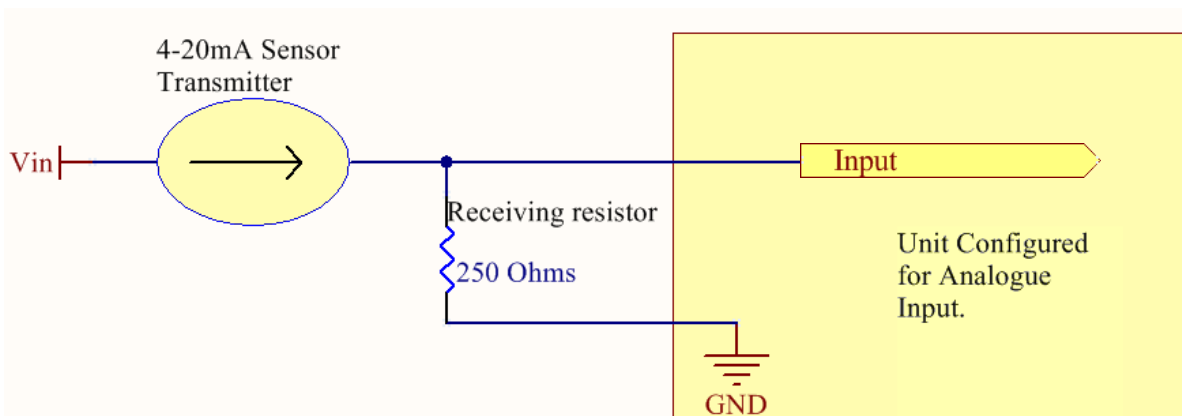 4-20mA Sensor
Transmitter
Vin
Input
Receiving resistor
250 Ohms
Unit Configured
for Analogue
Input.
GND